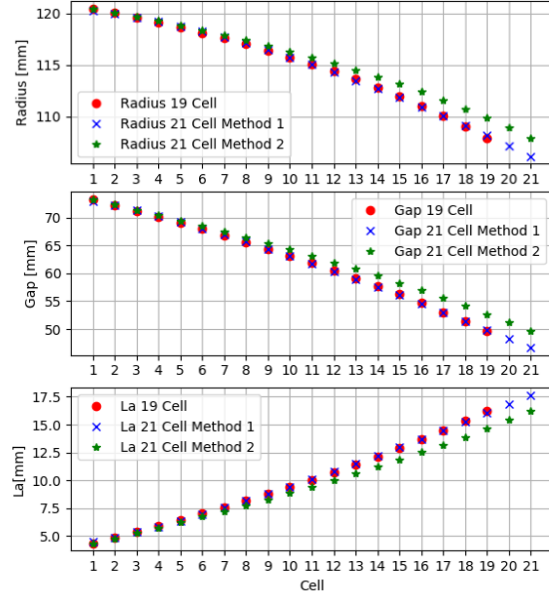 120
115
110
Radius [mm]
Radius 19 Cell
Radius 21 Cell Method 1
Radius 21 Cell Method 2
1 2 3 4 5 6 7 8 9 10 11 12 13 14 15 16 17 18 19 20 21
70
65
60
55
50
Gap [mm]
Gap 19 Cell
Gap 21 Cell Method 1
Gap 21 Cell Method 2
1 2 3 4 5 6 7 8 9 10 11 12 13 14 15 16 17 18 19 20 21
17.5
15.0
12.5
10.0
7.5
5.0
La[mm]
La 19 Cell
La 21 Cell Method 1
La 21 Cell Method 2
1 2 3 4 5 6 7 8 9 10 11 12 13 14 15 16 17 18 19 20 21
Cell